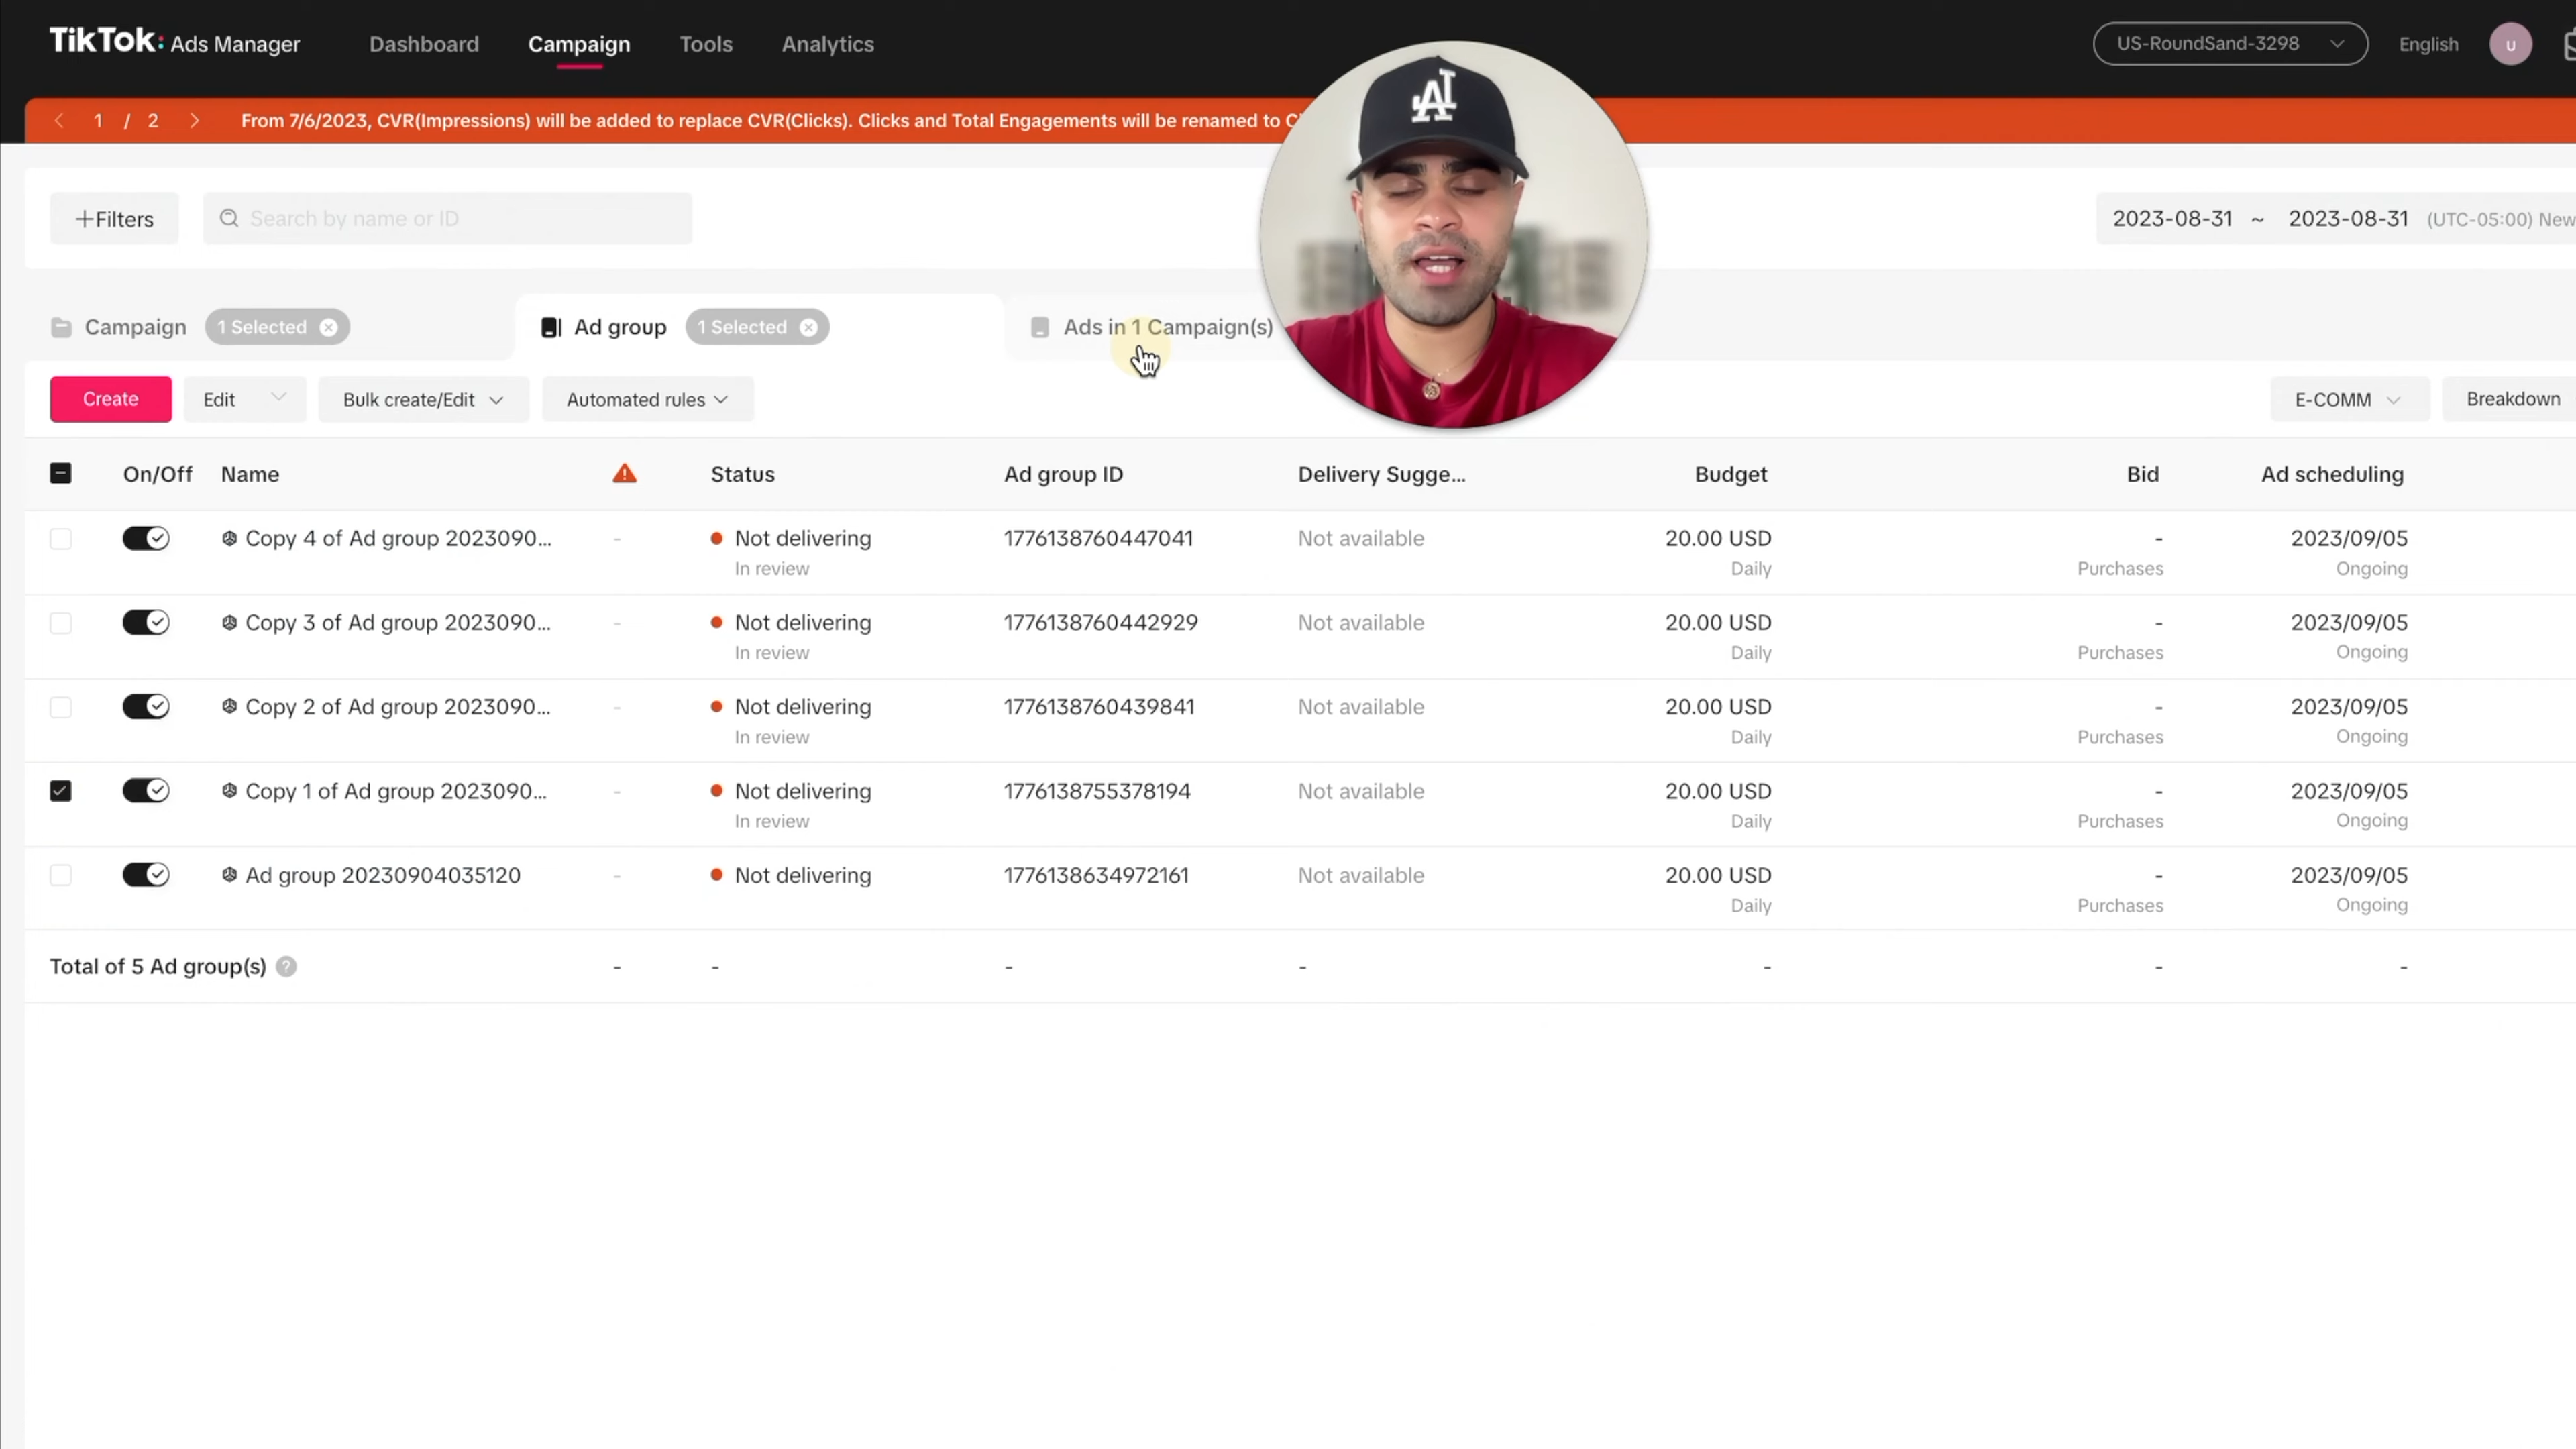 TikTok: Ads Manager Dashboard Campaign Tools Analytics US-RoundSand-3298 English U
1 / 2 From 7/6/2023, CVR(Impressions) will be added to replace CVR(Clicks). Clicks and Total Engagements will be renamed to
+Filters Search by name or ID 2023-08-31 ~ 2023-08-31 (UTC-05:00) New
Campaign 1 Selected Ad group 1 Selected Ads in 1 Campaign(s)
Create Edit Bulk create/Edit Automated rules E-COMM Breakdown
On/Off Name Status Ad group ID Delivery Sugge... Budget Bid Ad scheduling
Copy 4 of Ad group 2023090... - Not delivering 1776138760447041 Not available 20.00 USD - 2023/09/05
In review Daily Purchases Ongoing
Copy 3 of Ad group 2023090... - Not delivering 1776138760442929 Not available 20.00 USD - 2023/09/05
In review Daily Purchases Ongoing
Copy 2 of Ad group 2023090... - Not delivering 1776138760439841 Not available 20.00 USD - 2023/09/05
In review Daily Purchases Ongoing
Copy 1 of Ad group 2023090... - Not delivering 1776138755378194 Not available 20.00 USD - 2023/09/05
In review Daily Purchases Ongoing
Ad group 20230904035120 - Not delivering 1776138634972161 Not available 20.00 USD - 2023/09/05
Daily Purchases Ongoing
Total of 5 Ad group(s) ? - - - - - - -